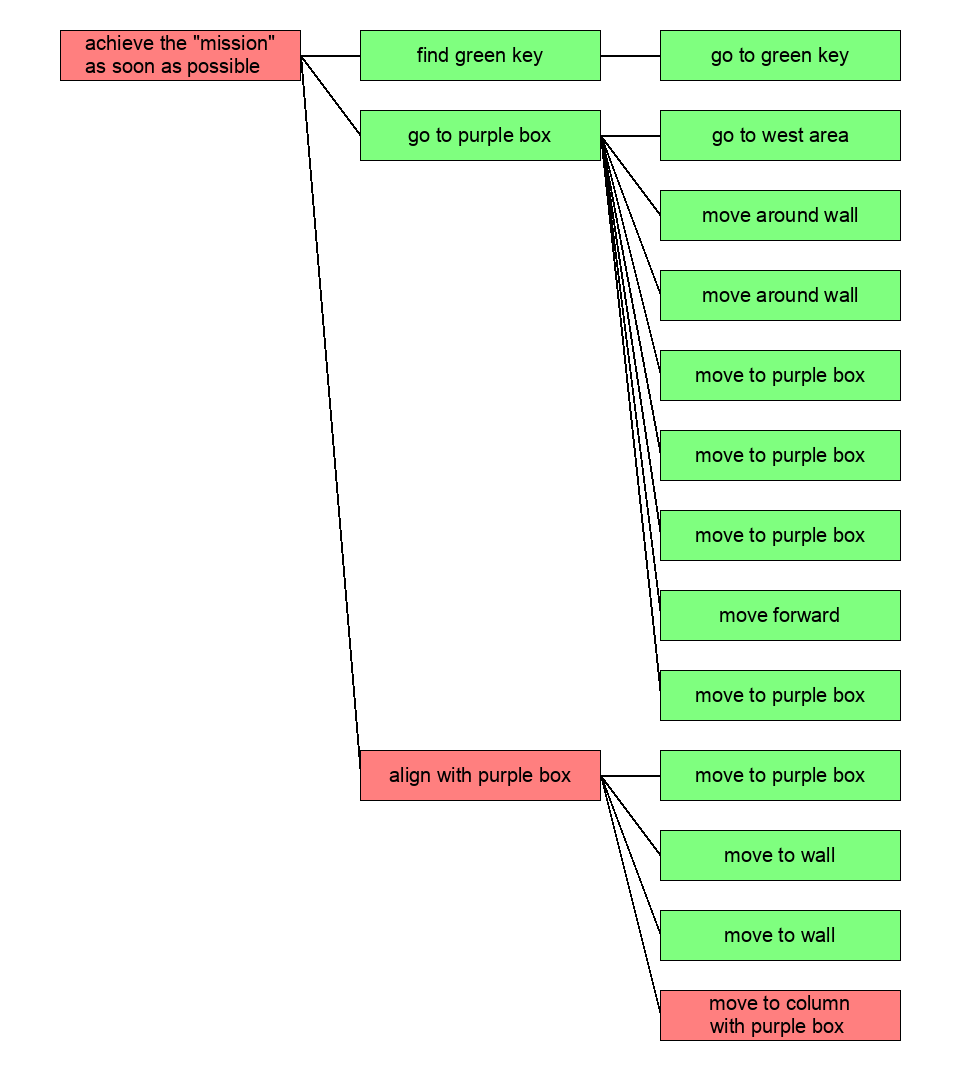 achieve the "mission"
as soon as possible
find green key
go to green key
go to purple box
go to west area
move around wall
move around wall
move to purple box
move to purple box
move to purple box
move forward
move to purple box
align with purple box
move to purple box
move to wall
move to wall
move to column
with purple box